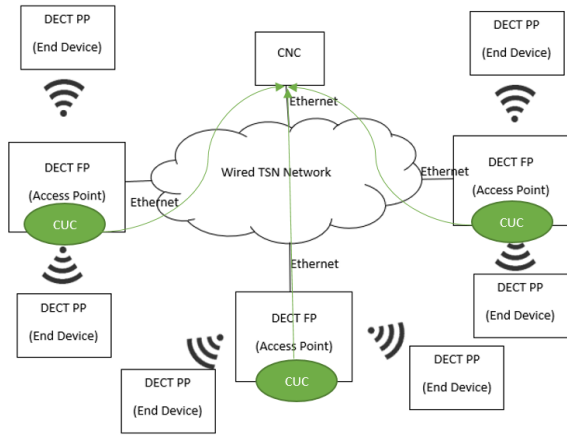 DECT PP
(End Device)
CNC
DECT PP
(End Device)
Ethernet
DECT FP
(Access Point)
Ethernet
CUC
Wired TSN Network
Ethernet
DECT FP
(Access Point)
CUC
Ethernet
DECT PP
(End Device)
DECT FP
(Access Point)
CUC
DECT PP
(End Device)
DECT PP
(End Device)
DECT PP
(End Device)